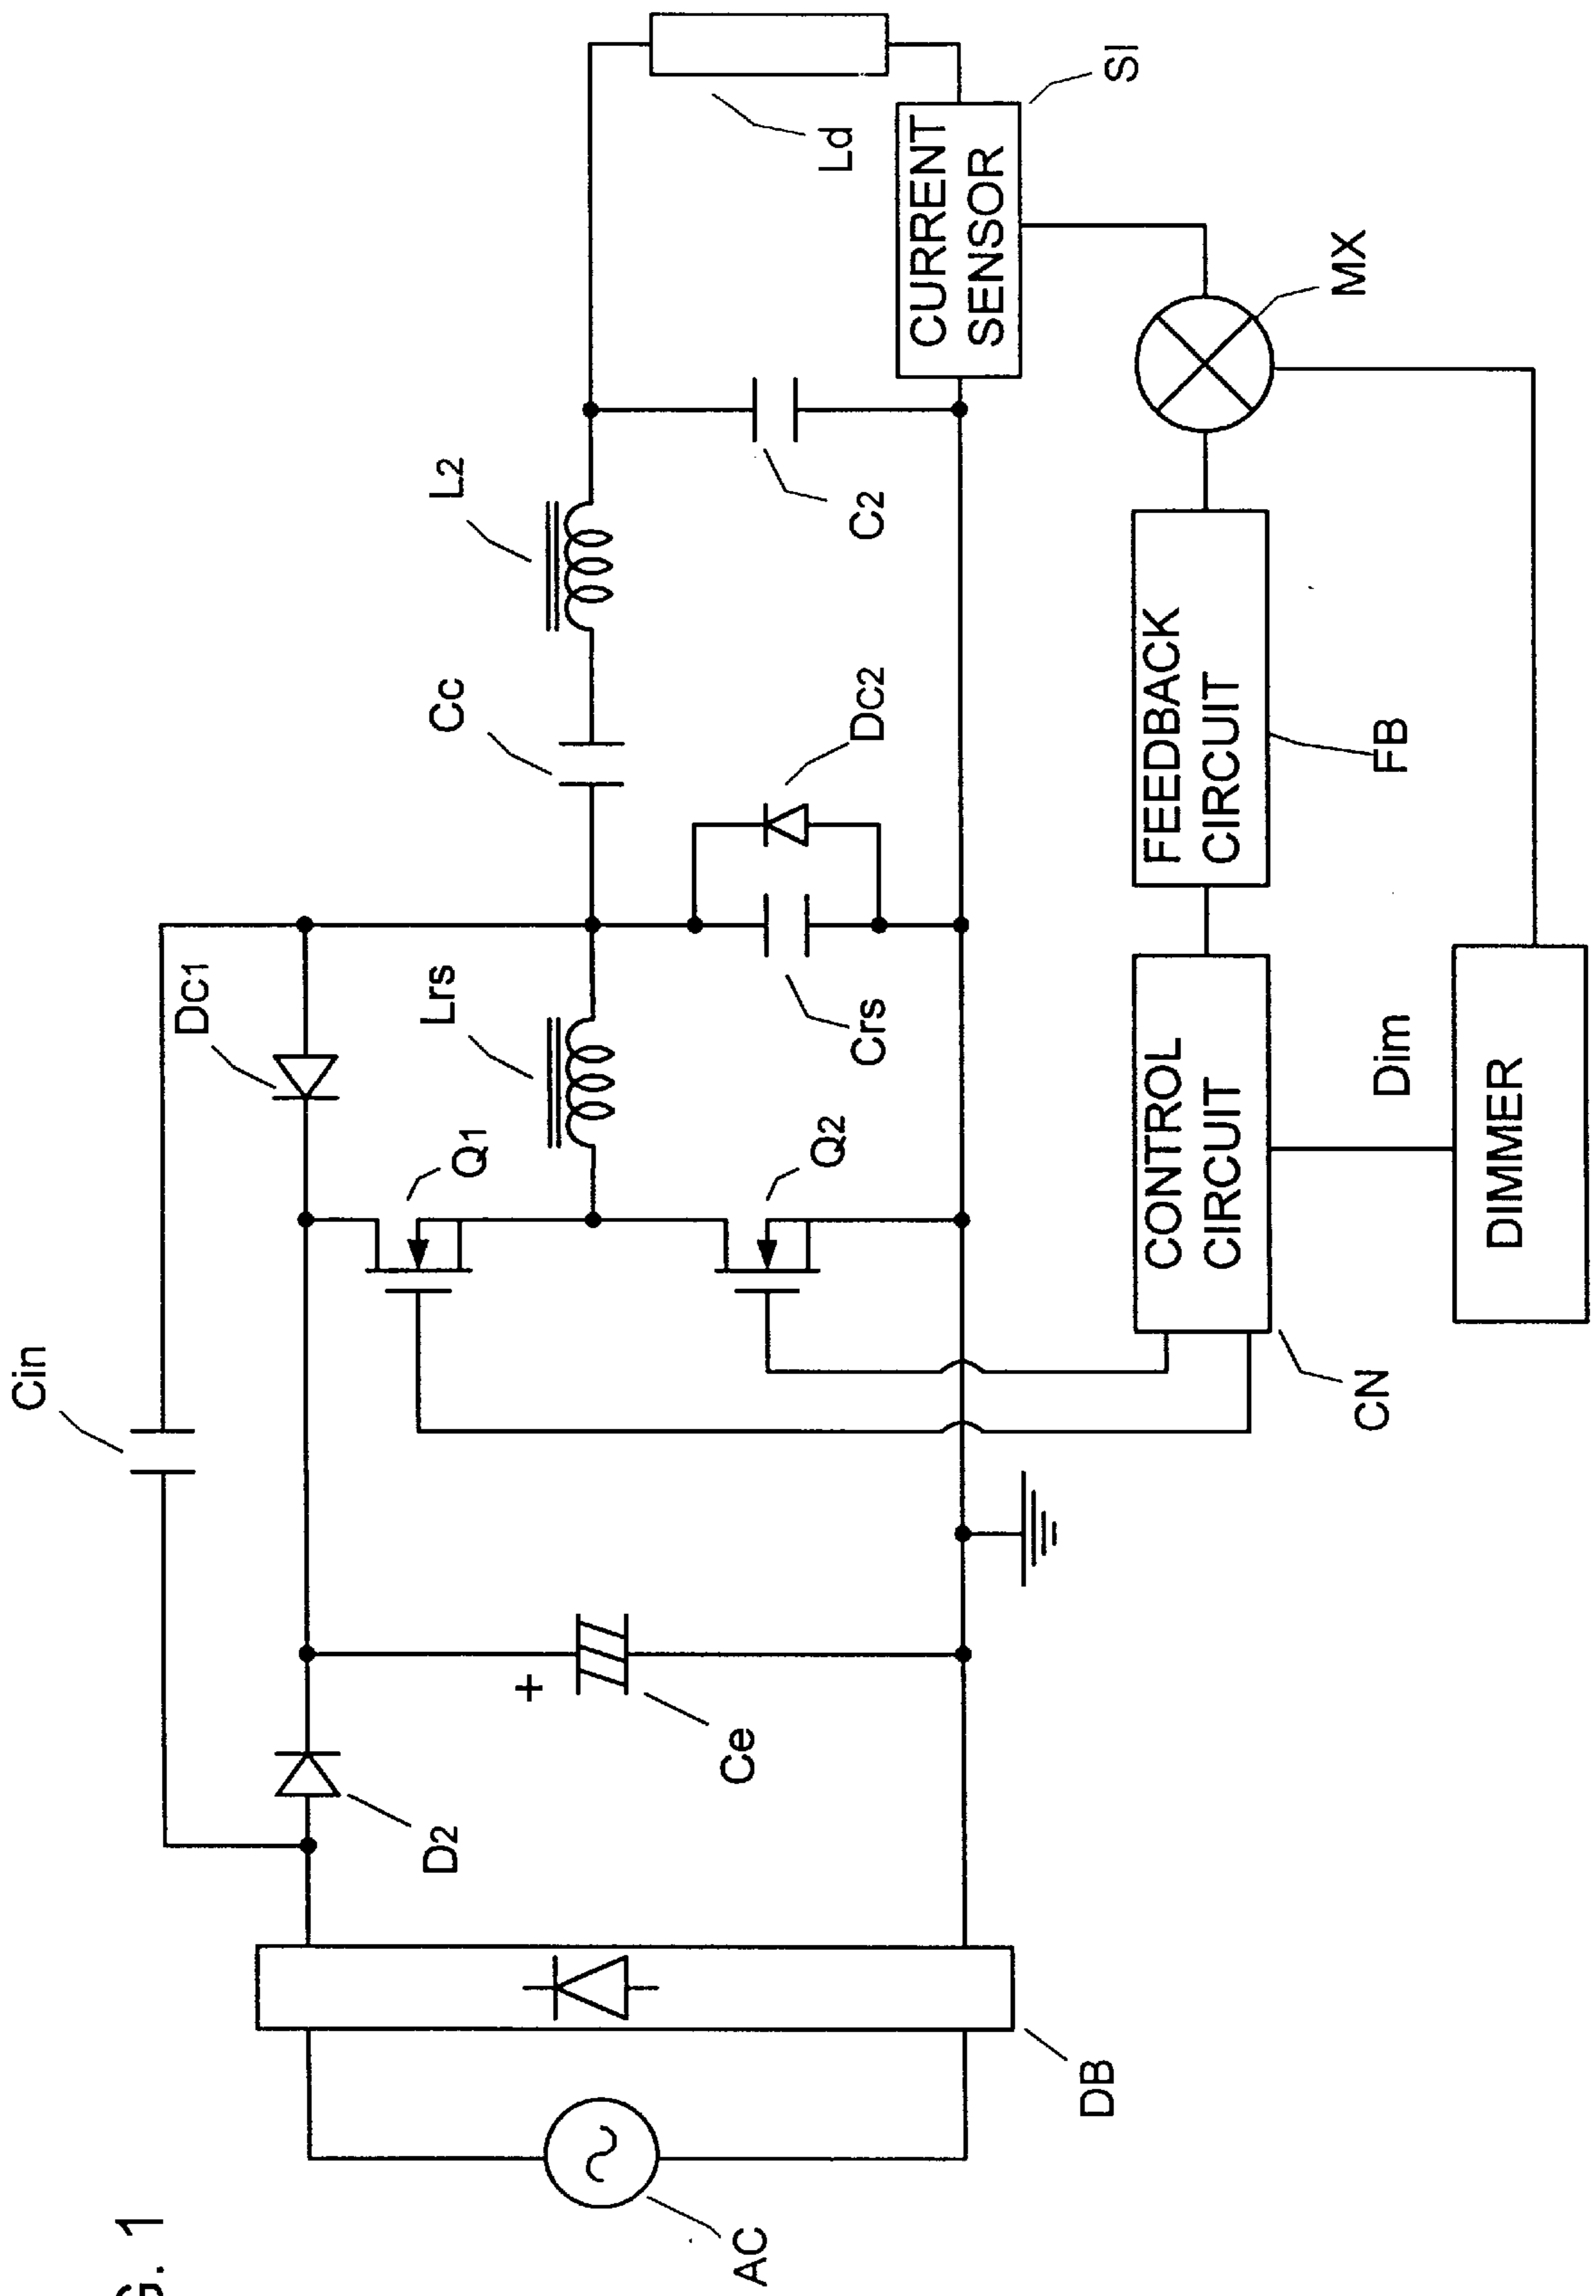 G. 1
AC
DB
D2
Cin
Ce
+
Q1
Q2
DC1
Lrs
Crs
DC2
Cc
L2
C2
Ld
CURRENT
SENSOR
SI
MX
FEEDBACK
CIRCUIT
FB
CONTROL
CIRCUIT
CN
Dim
DIMMER